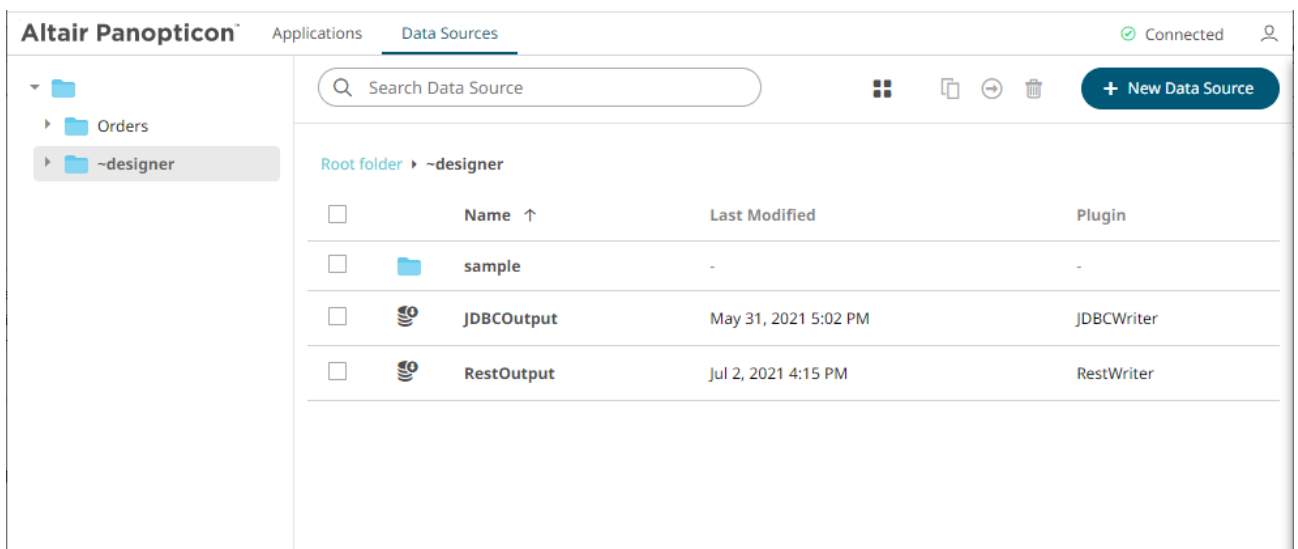 Altair Panopticon™ Applications Data Sources Connected
Search Data Source + New Data Source
Orders
~designer
Root folder ~designer
Name ↑ Last Modified Plugin
sample - -
JDBCOutput May 31, 2021 5:02 PM JDBCWriter
RestOutput Jul 2, 2021 4:15 PM RestWriter